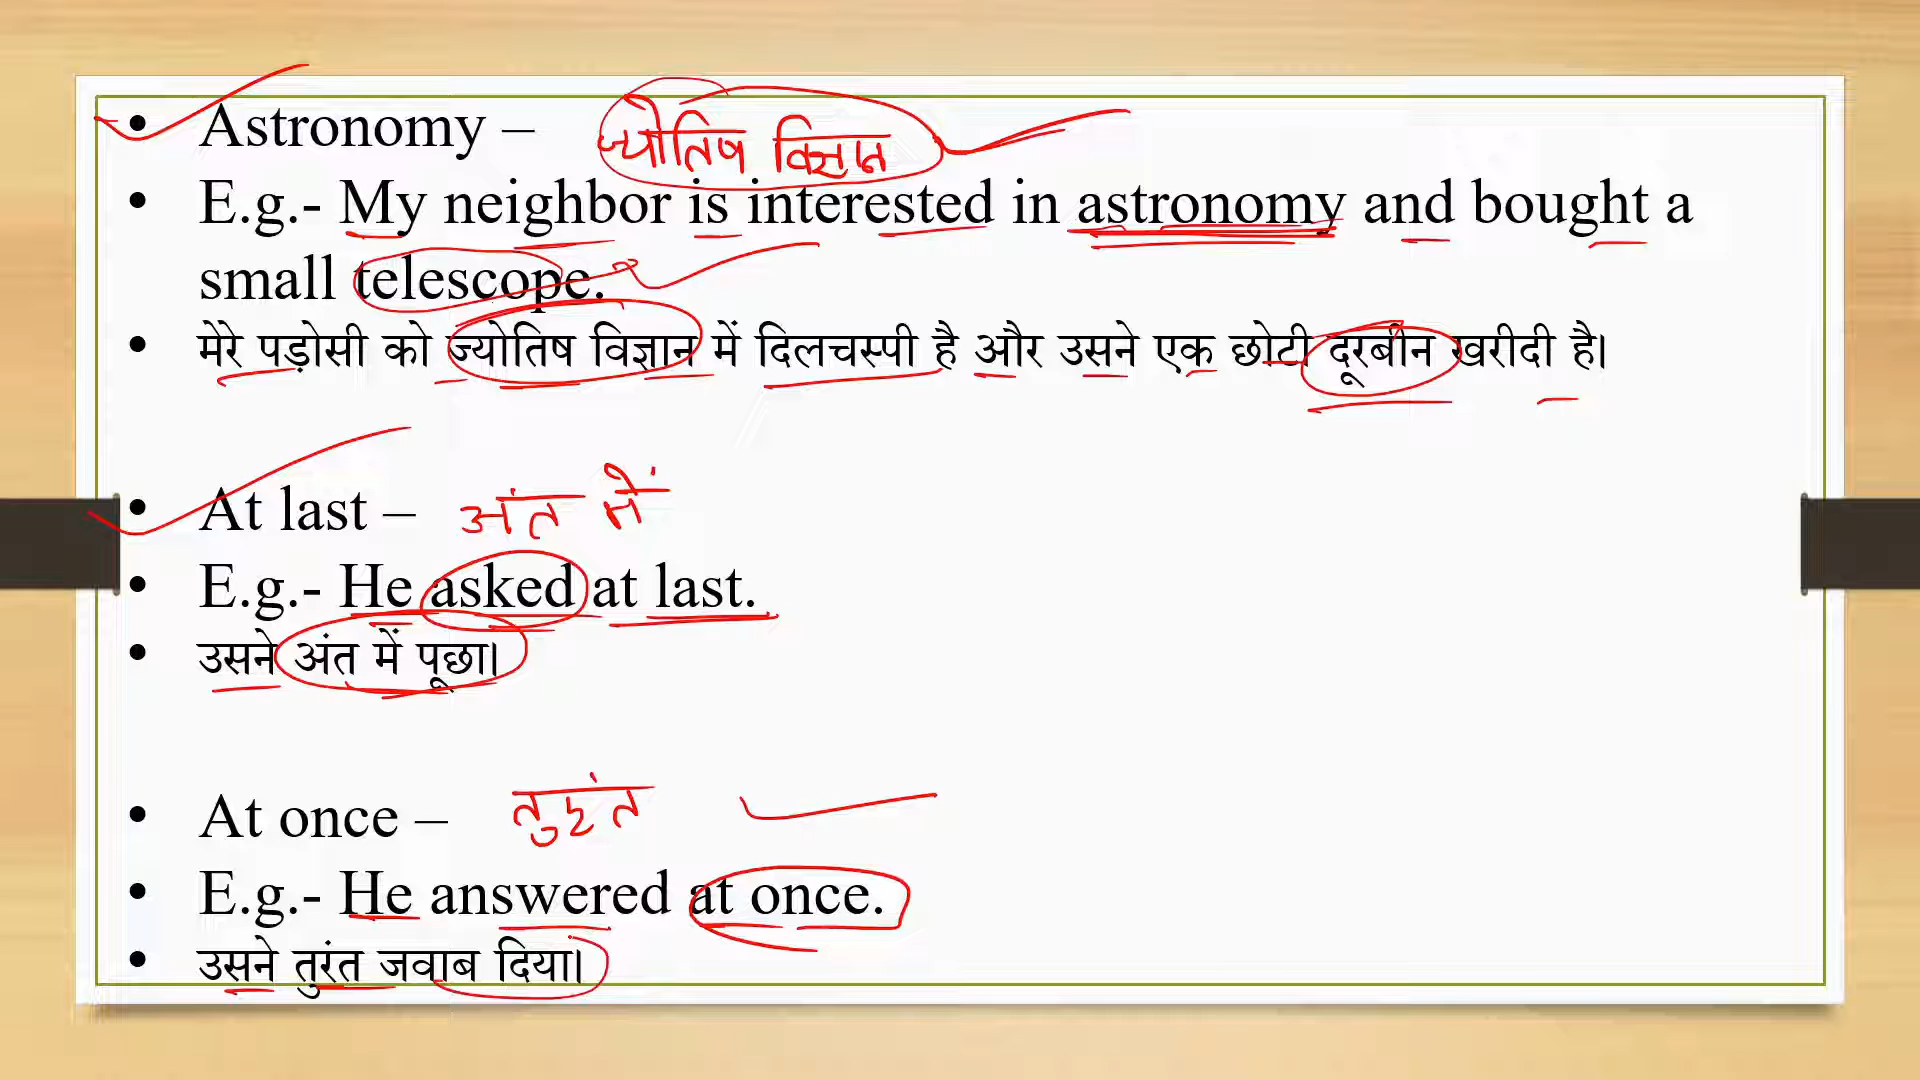 • Astronomy – ज्योतिष विज्ञान
• E.g.- My neighbor is interested in astronomy and bought a
small telescope.
• मेरे पड़ोसी को ज्योतिष विज्ञान में दिलचस्पी है और उसने एक छोटी दूरबीन खरीदी है।
• At last – अंत में
• E.g.- He asked at last.
• उसने अंत में पूछा।
• At once – तुरंत
• E.g.- He answered at once.
• उसने तुरंत जवाब दिया।